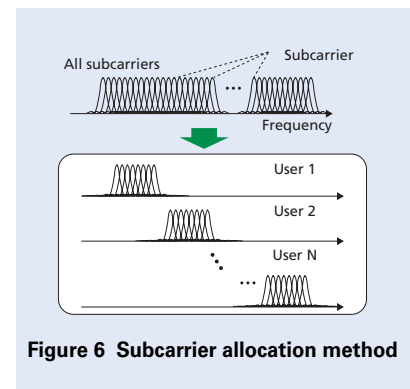 All subcarriers
Subcarrier
...
Frequency
User 1
User 2
User N
...
Figure 6 Subcarrier allocation method